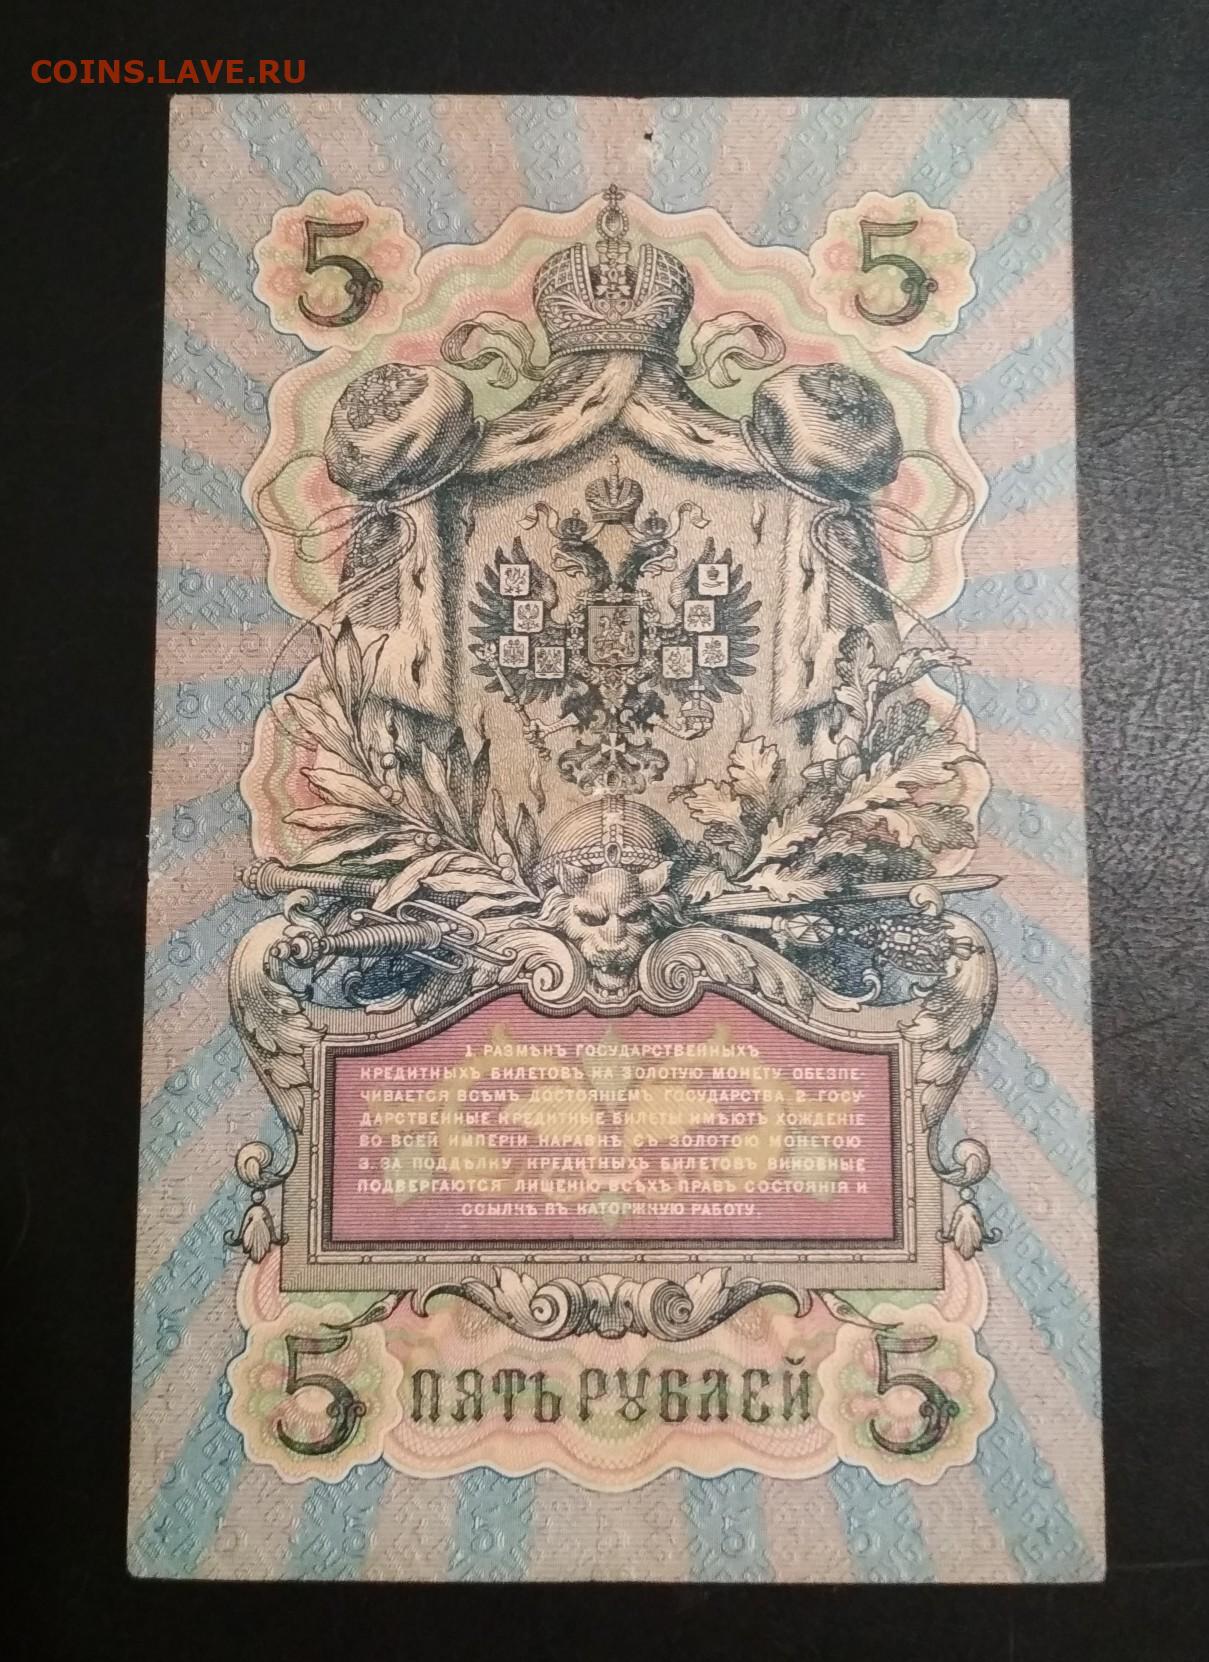 COINS.LAVE.RU
5 5
1. РАЗМѢНЪ ГОСУДАРСТВЕННЫХЪ
КРЕДИТНЫХЪ БИЛЕТОВЪ НА ЗОЛОТУЮ МОНЕТУ ОБЕЗПЕ-
ЧИВАЕТСЯ ВСѢМЪ ДОСТОЯНІЕМЪ ГОСУДАРСТВА. 2. ГОСУ-
ДАРСТВЕННЫЕ КРЕДИТНЫЕ БИЛЕТЫ ИМѢЮТЪ ХОЖДЕНІЕ
ВО ВСЕЙ ИМПЕРІИ НАРАВНѢ СЪ ЗОЛОТОЮ МОНЕТОЮ
3. ЗА ПОДДѢЛКУ КРЕДИТНЫХЪ БИЛЕТОВЪ ВИНОВНЫЕ
ПОДВЕРГАЮТСЯ ЛИШЕНІЮ ВСѢХЪ ПРАВЪ СОСТОЯНІЯ И
ССЫЛКѢ ВЪ КАТОРЖНУЮ РАБОТУ.
5 ПЯТЬ РУБЛЕЙ 5